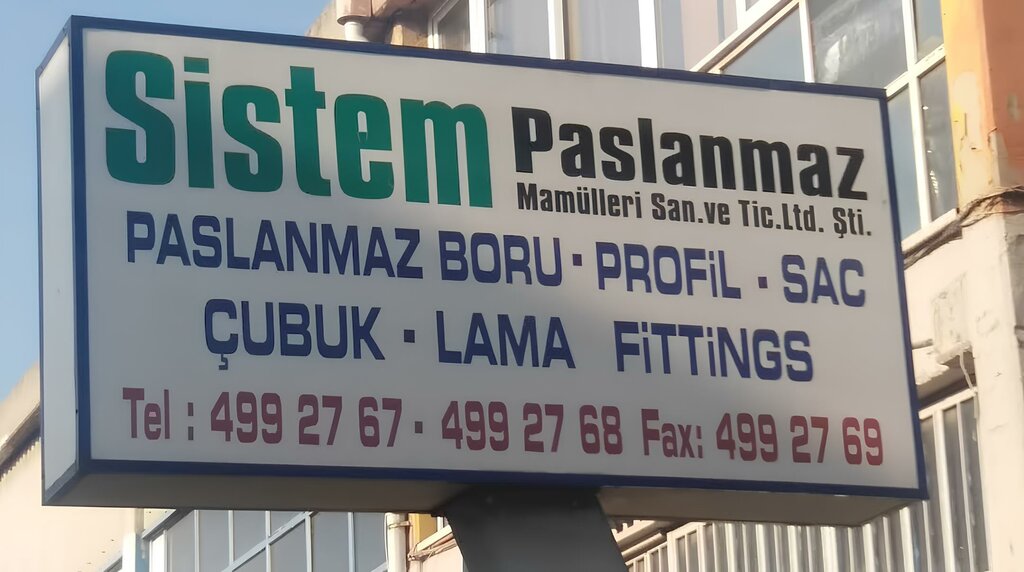 Sistem Paslanmaz
Mamülleri San.ve Tic.Ltd. Şti.
PASLANMAZ BORU · PROFiL · SAC
ÇUBUK · LAMA FiTTiNGS
Tel : 499 27 67 · 499 27 68 Fax: 499 27 69